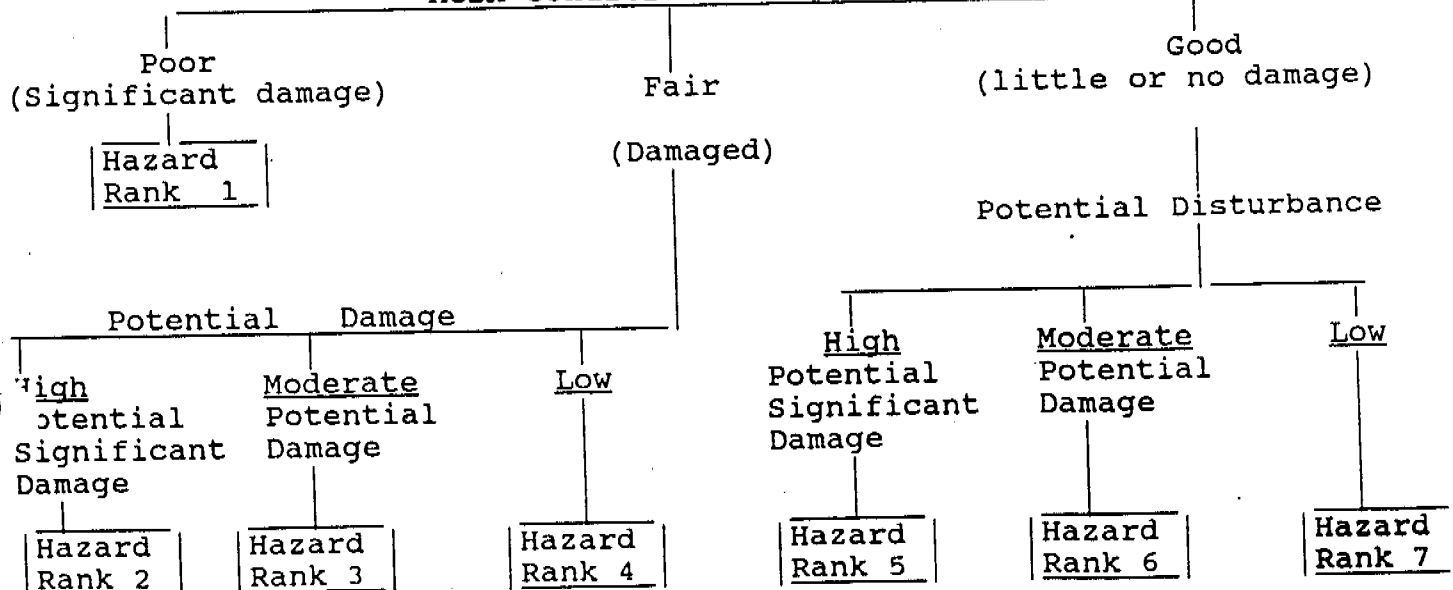 Poor
(Significant damage)
Hazard
Rank 1
Fair
(Damaged)
Good
(little or no damage)
Potential Disturbance
Potential Damage
High
Potential
Significant
Damage
Hazard
Rank 2
Moderate
Potential
Damage
Hazard
Rank 3
Low
Hazard
Rank 4
High
Potential
Significant
Damage
Hazard
Rank 5
Moderate
Potential
Damage
Hazard
Rank 6
Low
Hazard
Rank 7